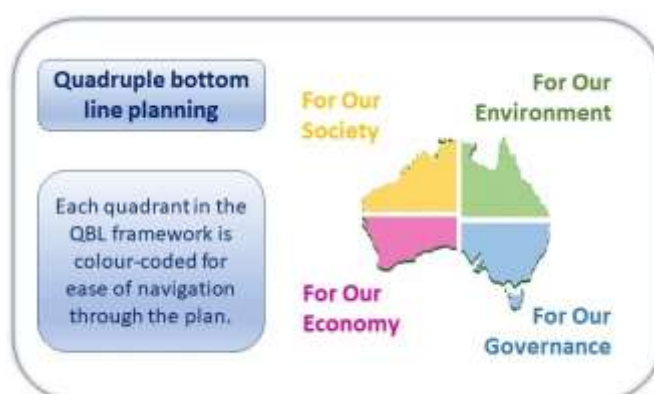 Quadruple bottom
line planning
Each quadrant in the
QBL framework is
colour-coded for
ease of navigation
through the plan.
For Our
Society
For Our
Environment
For Our
Economy
For Our
Governance